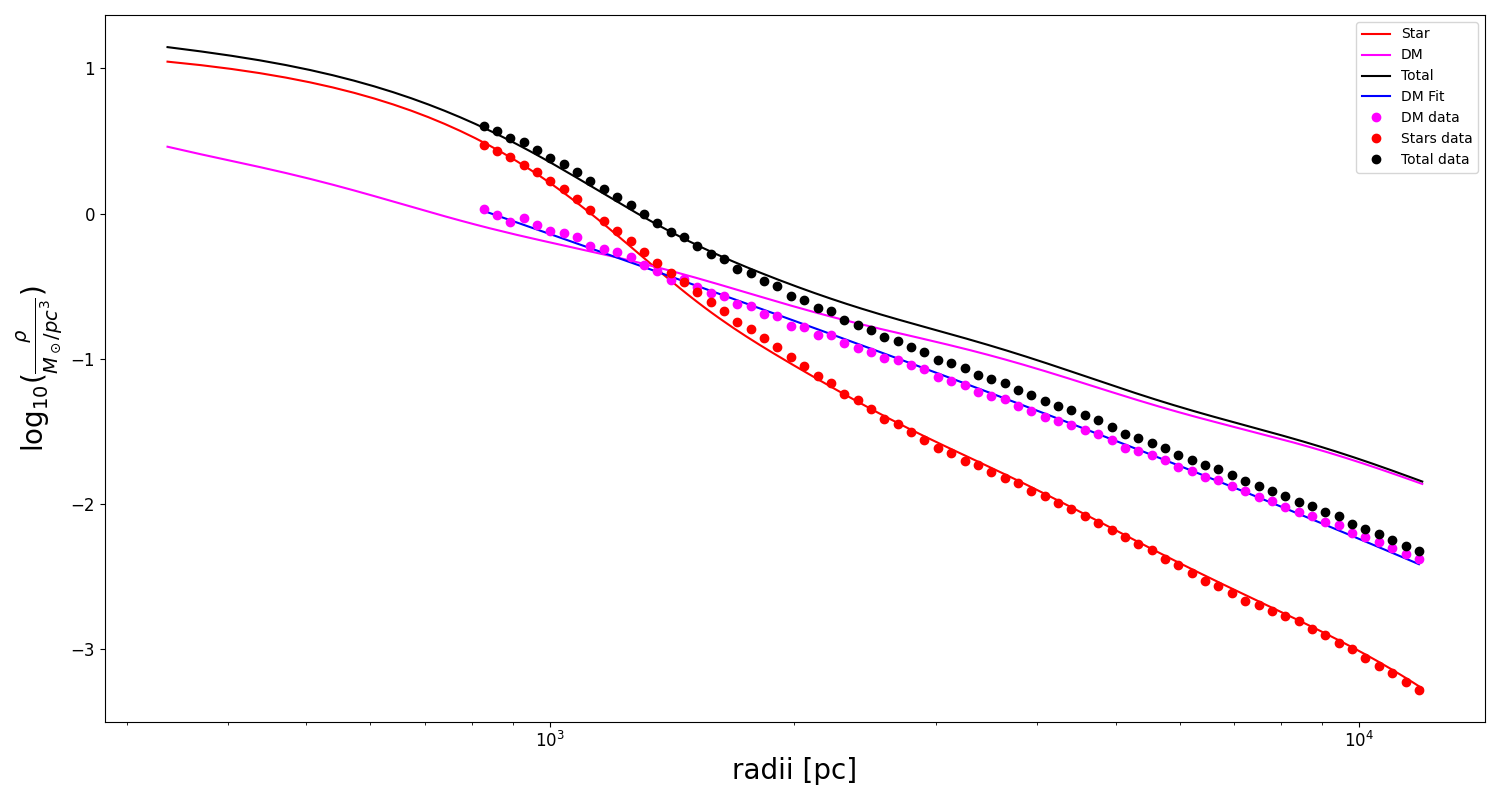 Star
DM
Total
DM Fit
DM data
Stars data
Total data
1
0
−1
−2
−3
log₁₀(ρ / M_⊙/pc³)
10³
10⁴
radii [pc]